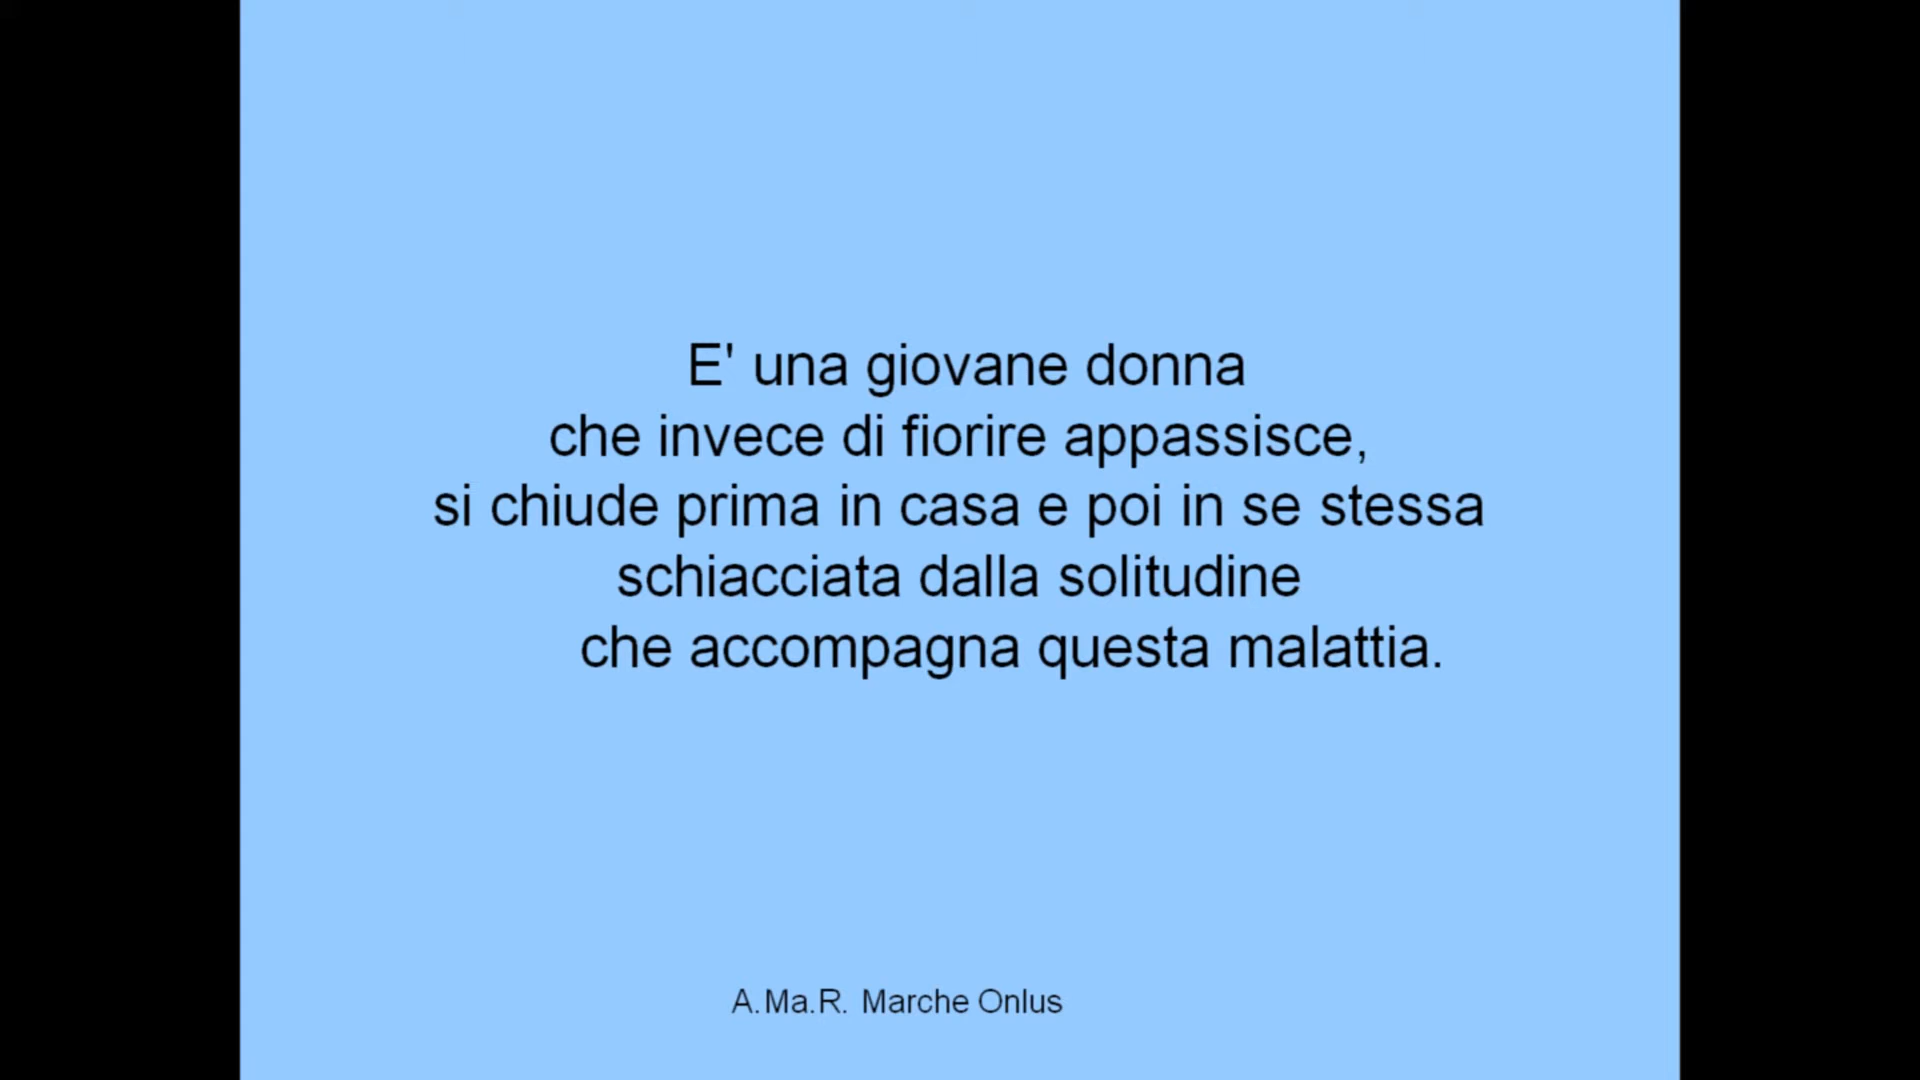 E' una giovane donna
che invece di fiorire appassisce,
si chiude prima in casa e poi in se stessa
schiacciata dalla solitudine
che accompagna questa malattia.
A.Ma.R. Marche Onlus